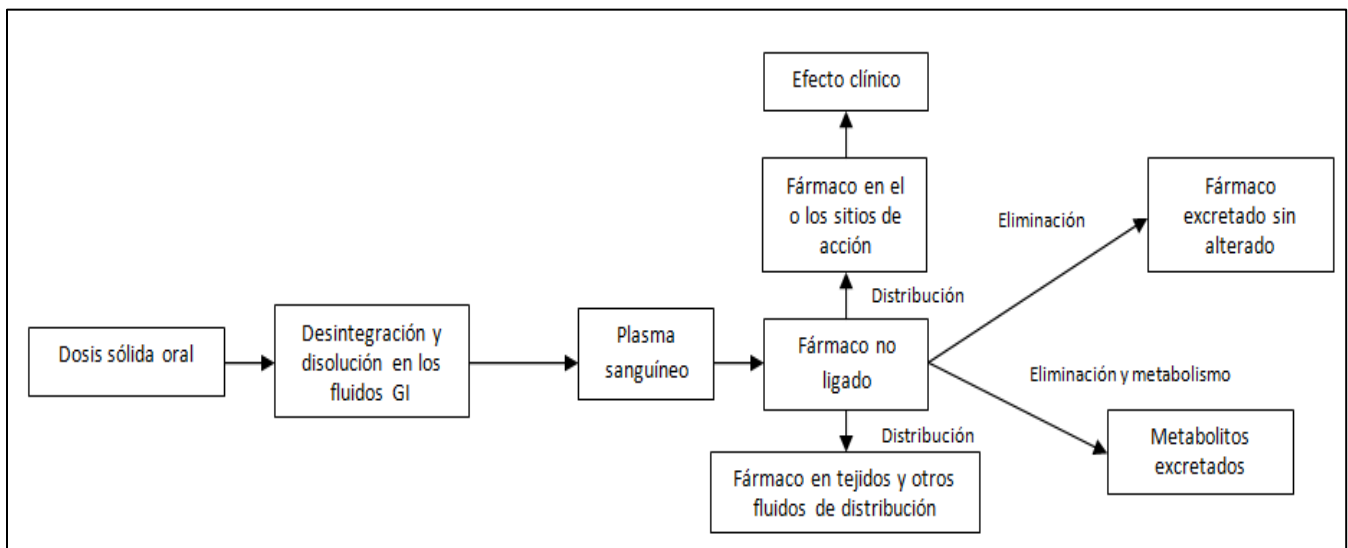 Efecto clínico
Fármaco en el
o los sitios de
acción
Fármaco
excretado sin
alterado
Eliminación
Distribución
Dosis sólida oral
Desintegración y
disolución en los
fluidos GI
Plasma
sanguíneo
Fármaco no
ligado
Eliminación y metabolismo
Distribución
Metabolitos
excretados
Fármaco en tejidos y otros
fluidos de distribución